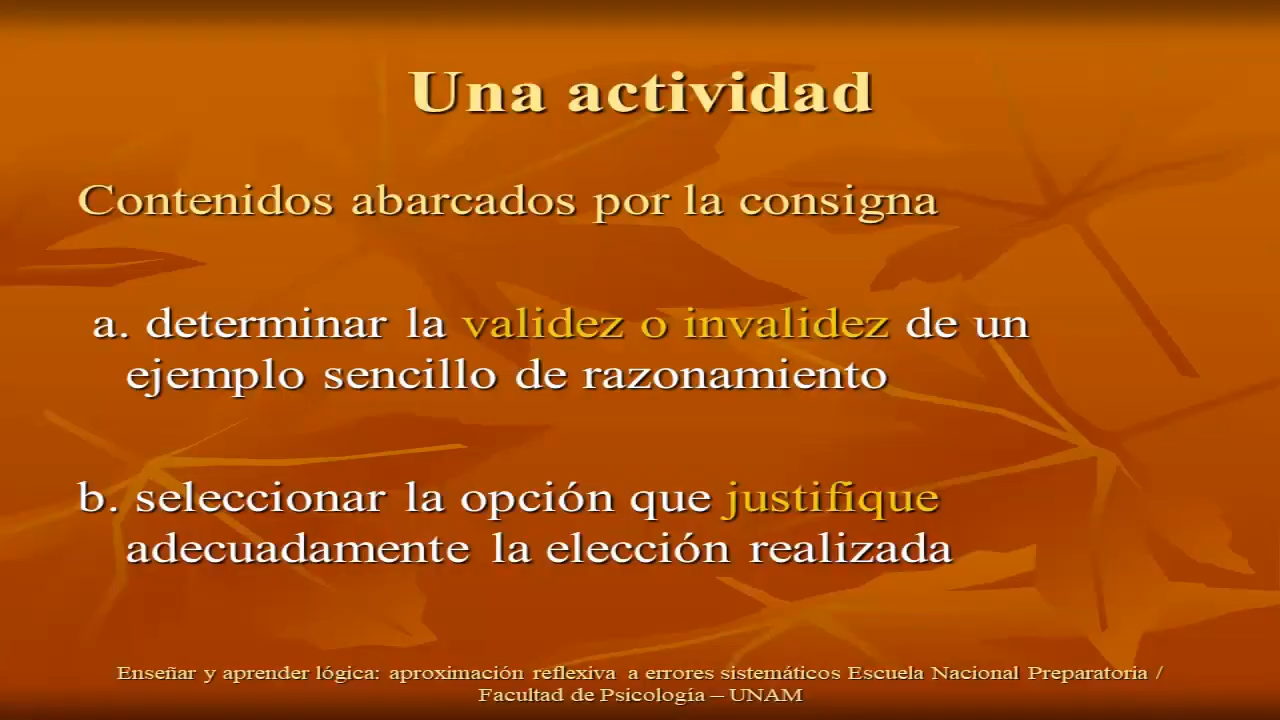 Una actividad
Contenidos abarcados por la consigna
a. determinar la validez o invalidez de un
ejemplo sencillo de razonamiento
b. seleccionar la opción que justifique
adecuadamente la elección realizada
Enseñar y aprender lógica: aproximación reflexiva a errores sistemáticos Escuela Nacional Preparatoria /
Facultad de Psicología – UNAM